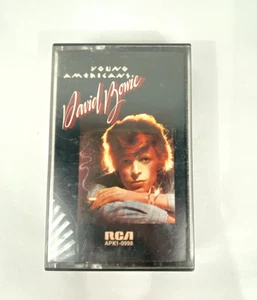 YOUNG
AMERICANS
David Bowie
RCA
APK1-0998